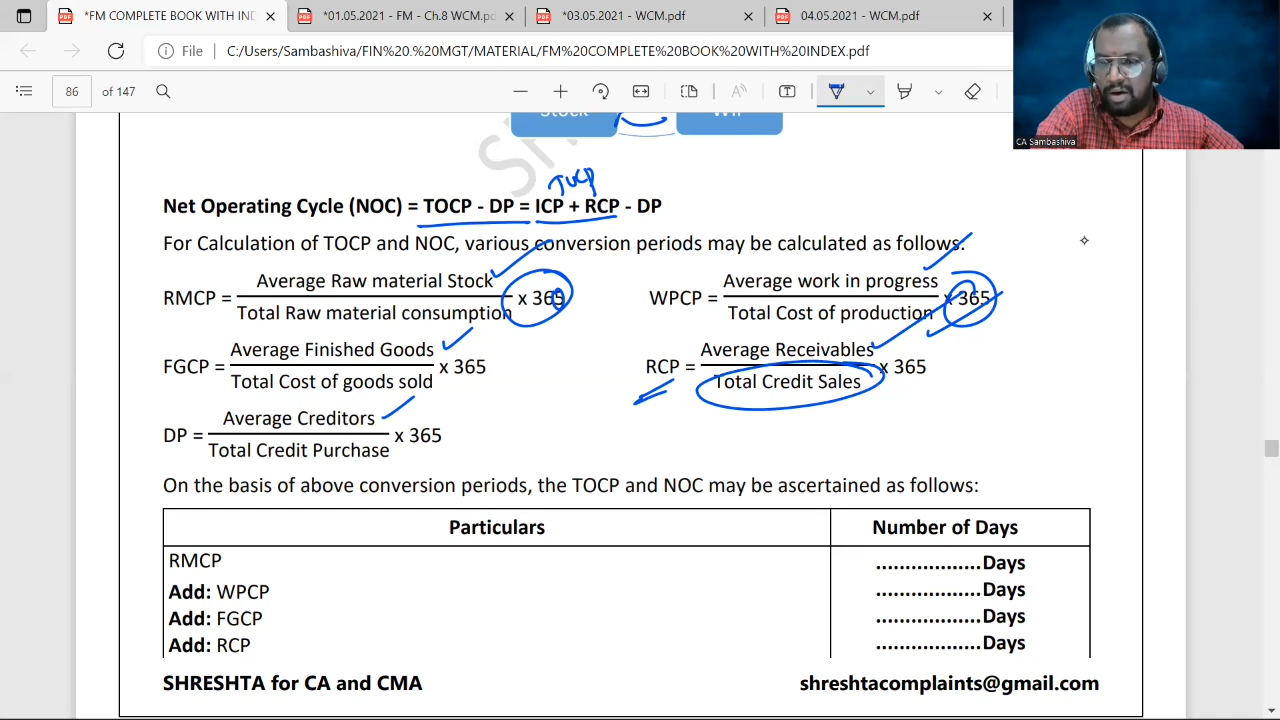 *FM COMPLETE BOOK WITH IND
*01.05.2021 - FM - Ch.8 WCM.pd
*03.05.2021 - WCM.pdf
04.05.2021 - WCM.pdf
File
C:/Users/Sambashiva/FIN%20.%20MGT/MATERIAL/FM%20COMPLETE%20BOOK%20WITH%20INDEX.pdf
86 of 147
CA Sambashiva
Stock
WIP
TOCP
Net Operating Cycle (NOC) = TOCP - DP = ICP + RCP - DP
For Calculation of TOCP and NOC, various conversion periods may be calculated as follows:
RMCP = Average Raw material Stock / Total Raw material consumption x 365
WPCP = Average work in progress / Total Cost of production x 365
FGCP = Average Finished Goods / Total Cost of goods sold x 365
RCP = Average Receivables / Total Credit Sales x 365
DP = Average Creditors / Total Credit Purchase x 365
On the basis of above conversion periods, the TOCP and NOC may be ascertained as follows:
Particulars Number of Days
RMCP ..................Days
Add: WPCP ..................Days
Add: FGCP ..................Days
Add: RCP ..................Days
SHRESHTA for CA and CMA shreshtacomplaints@gmail.com